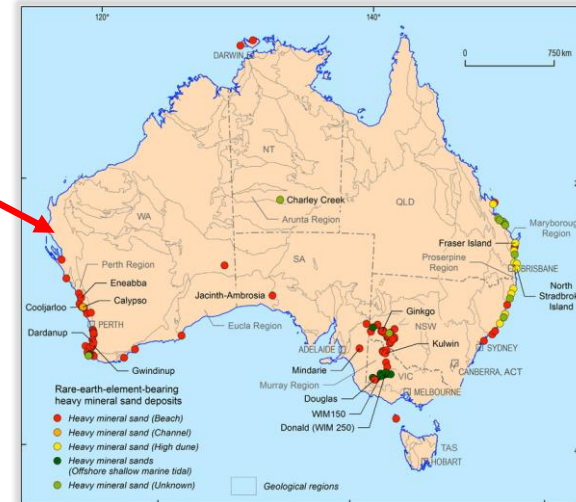 120°
140°
DARWIN
0
750 km
NT
Charley Creek
Arunta Region
QLD
WA
Maryborough
Region
Fraser Island
SA
Perth Region
Proserpine
Region
BRISBANE
Eneabba
North
Stradbroke
Island
Jacinth-Ambrosia
Cooljarloo
Calypso
Ginkgo
PERTH
NSW
Dardanup
Eucla Region
ADELAIDE
Kulwin
SYDNEY
Gwindinup
Mindarie
CANBERRA, ACT
Murray Region
VIC
Douglas
MELBOURNE
WIM150
Donald (WIM 250)
Rare-earth-element-bearing
heavy mineral sand deposits
Heavy mineral sand (Beach)
Heavy mineral sand (Channel)
Heavy mineral sand (High dune)
Heavy mineral sands
(Offshore shallow marine tidal)
Heavy mineral sand (Unknown)
Geological regions
TAS
HOBART